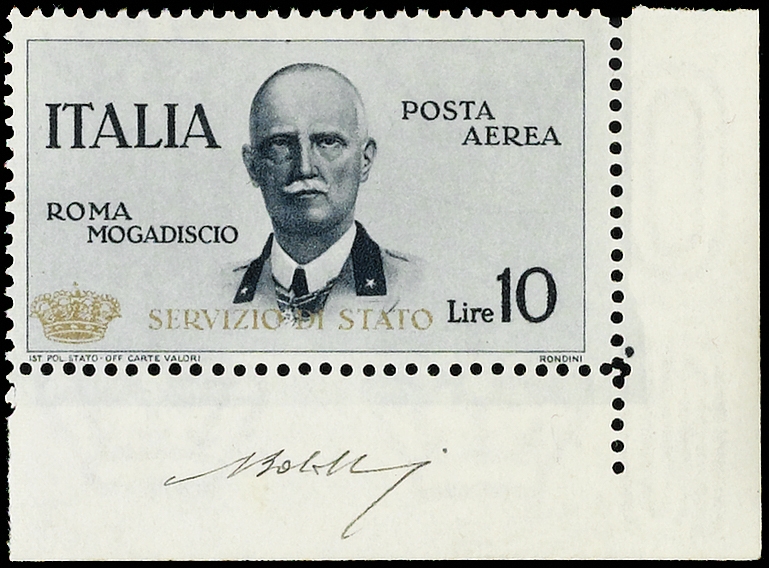 ITALIA
POSTA
AEREA
ROMA
MOGADISCIO
SERVIZIO DI STATO
Lire 10
IST. POL. STATO-OFF. CARTE VALORI
RONDINI